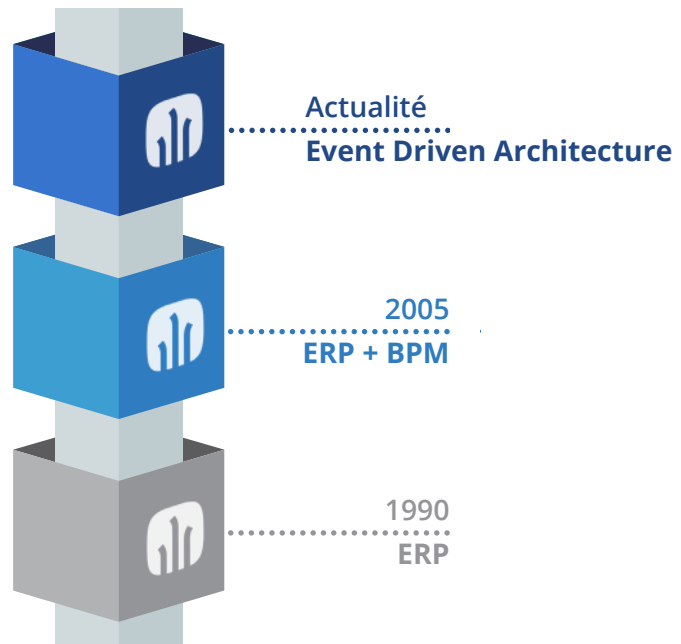 Actualité
Event Driven Architecture
2005
ERP + BPM
1990
ERP